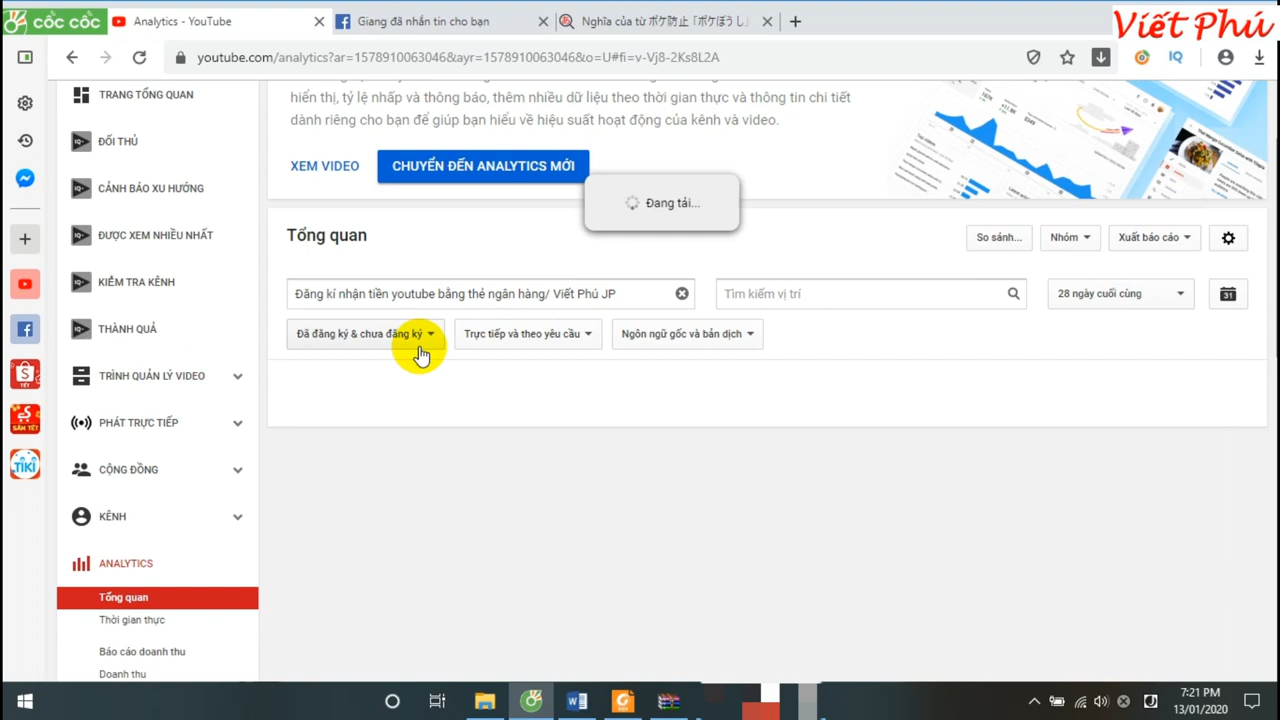 cốc cốc
Analytics - YouTube
Giang đã nhắn tin cho bạn
Nghĩa của từ ボケ防止「ボケぼうし」
Viết Phú
youtube.com/analytics?ar=1578910063046&ayr=1578910063046&o=U#fi=v-Vj8-2Ks8L2A
IQ
TRANG TỔNG QUAN
ĐỐI THỦ
CẢNH BÁO XU HƯỚNG
ĐƯỢC XEM NHIỀU NHẤT
KIỂM TRA KÊNH
THÀNH QUẢ
TRÌNH QUẢN LÝ VIDEO
PHÁT TRỰC TIẾP
CỘNG ĐỒNG
KÊNH
ANALYTICS
Tổng quan
Thời gian thực
Báo cáo doanh thu
Doanh thu
hiển thị, tỷ lệ nhấp và thông báo, thêm nhiều dữ liệu theo thời gian thực và thông tin chi tiết
dành riêng cho bạn để giúp bạn hiểu về hiệu suất hoạt động của kênh và video.
XEM VIDEO
CHUYỂN ĐẾN ANALYTICS MỚI
Đang tải...
Tổng quan
So sánh...
Nhóm
Xuất báo cáo
Đăng kí nhận tiền youtube bằng thẻ ngân hàng/ Viết Phú JP
Tìm kiếm vị trí
28 ngày cuối cùng
31
Đã đăng ký & chưa đăng ký
Trực tiếp và theo yêu cầu
Ngôn ngữ gốc và bản dịch
TẾT
SĂN TẾT
TIKI
7:21 PM
13/01/2020